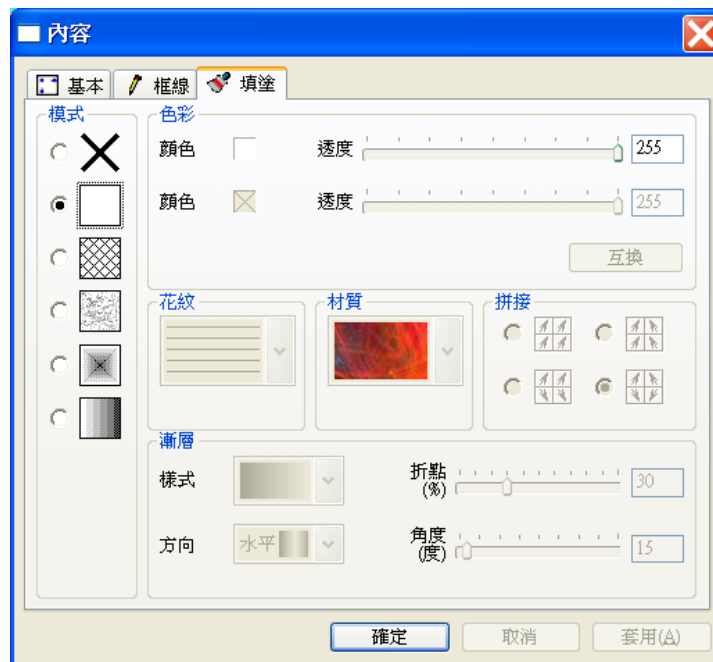 內容
基本 框線 填塗
模式 色彩
顏色 透度 255
顏色 透度 255
互換
花紋 材質 拼接
漸層
樣式 折點 (%) 30
方向 水平 角度 (度) 15
確定 取消 套用(A)